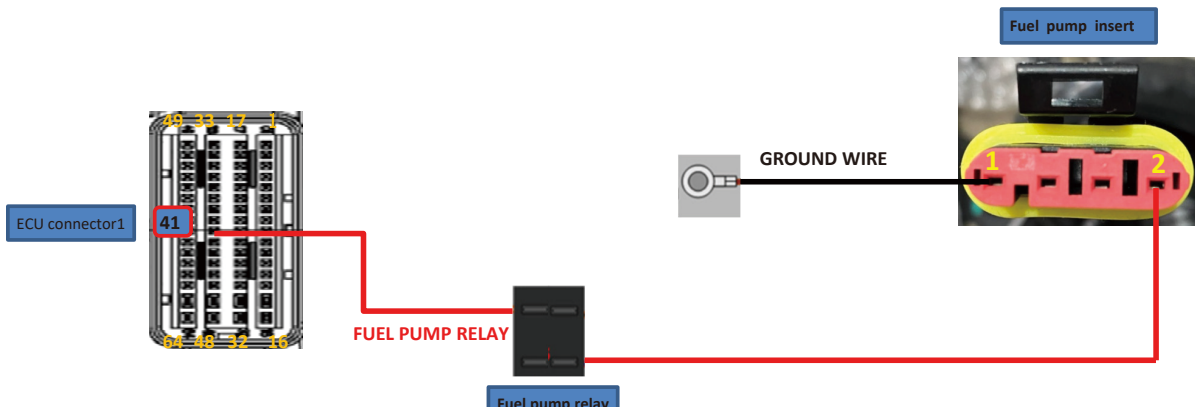 Fuel pump insert
49 33 17 1
GROUND WIRE
1
2
ECU connector1
41
FUEL PUMP RELAY
64 48 32 16
Fuel pump relay